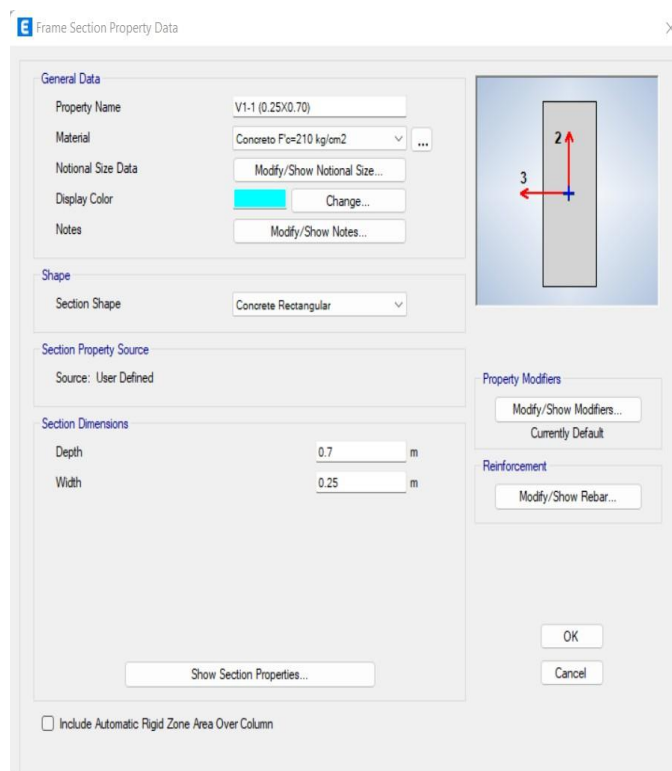 E Frame Section Property Data
General Data
Property Name V1-1 (0.25X0.70)
Material Concreto F'c=210 kg/cm2 ...
Notional Size Data Modify/Show Notional Size...
Display Color Change...
Notes Modify/Show Notes...
2
3
Shape
Section Shape Concrete Rectangular
Section Property Source
Source: User Defined
Property Modifiers
Modify/Show Modifiers...
Currently Default
Section Dimensions
Depth 0.7 m
Width 0.25 m
Reinforcement
Modify/Show Rebar...
OK
Show Section Properties...
Cancel
Include Automatic Rigid Zone Area Over Column